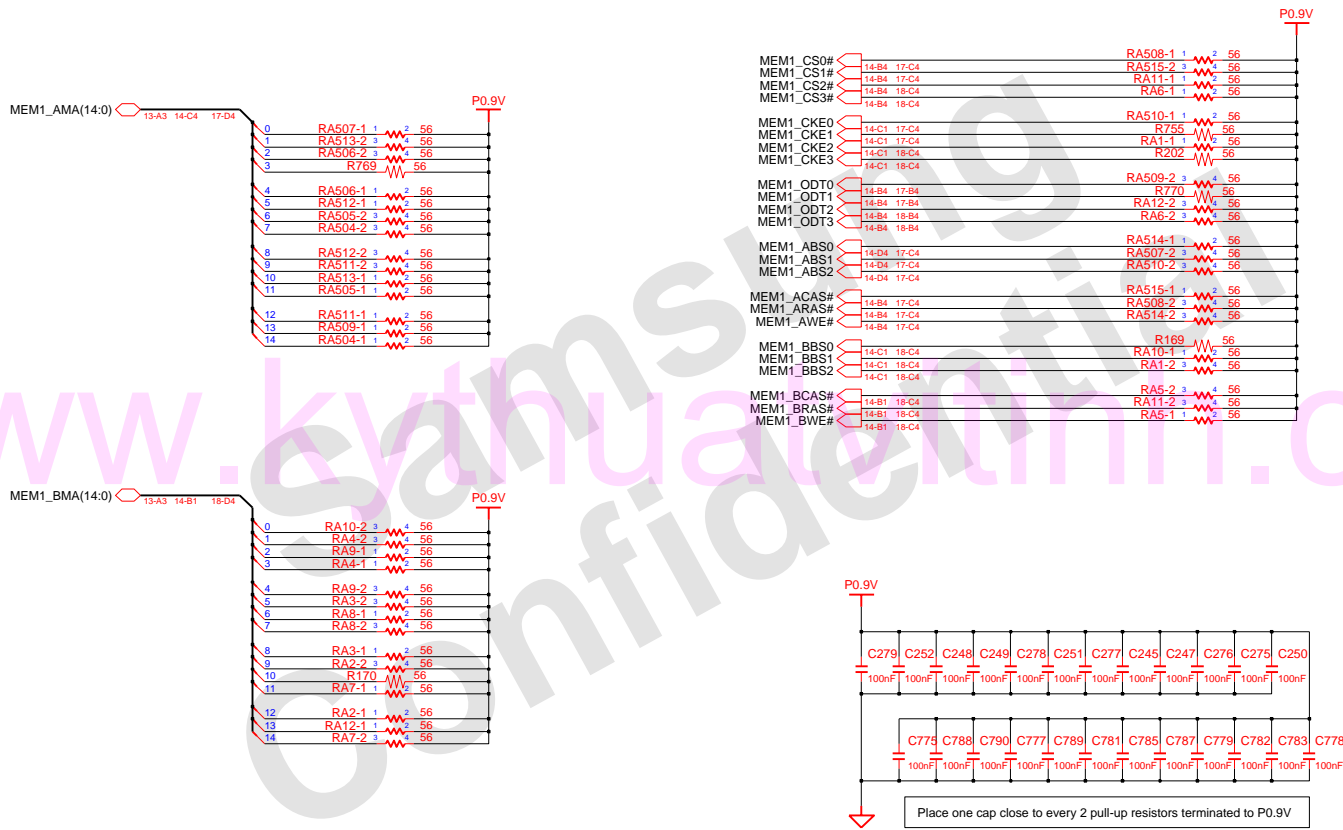 P0.9V
MEM1_CS0# 14-B4 17-C4 RA508-1 1 2 56
MEM1_CS1# 14-B4 17-C4 RA515-2 3 4 56
MEM1_CS2# 14-B4 18-C4 RA11-1 1 2 56
MEM1_CS3# 14-B4 18-C4 RA6-1 1 2 56
MEM1_CKE0 14-C1 17-C4 RA510-1 1 2 56
MEM1_CKE1 14-C1 17-C4 R755 56
MEM1_CKE2 14-C1 18-C4 RA1-1 1 2 56
MEM1_CKE3 14-C1 18-C4 R202 56
MEM1_ODT0 14-B4 17-B4 RA509-2 3 4 56
MEM1_ODT1 14-B4 17-B4 R770 56
MEM1_ODT2 14-B4 18-B4 RA12-2 3 4 56
MEM1_ODT3 14-B4 18-B4 RA6-2 3 4 56
MEM1_ABS0 14-D4 17-C4 RA514-1 1 2 56
MEM1_ABS1 14-D4 17-C4 RA507-2 3 4 56
MEM1_ABS2 14-D4 17-C4 RA510-2 3 4 56
MEM1_ACAS# 14-B4 17-C4 RA515-1 1 2 56
MEM1_ARAS# 14-B4 17-C4 RA508-2 3 4 56
MEM1_AWE# 14-B4 17-C4 RA514-2 3 4 56
MEM1_BBS0 14-C1 18-C4 R169 56
MEM1_BBS1 14-C1 18-C4 RA10-1 1 2 56
MEM1_BBS2 14-C1 18-C4 RA1-2 3 4 56
MEM1_BCAS# 14-B1 18-C4 RA5-2 3 4 56
MEM1_BRAS# 14-B1 18-C4 RA11-2 3 4 56
MEM1_BWE# 14-B1 18-C4 RA5-1 1 2 56
MEM1_AMA(14:0) 13-A3 14-C4 17-D4
P0.9V
0 RA507-1 1 2 56
1 RA513-2 3 4 56
2 RA506-2 3 4 56
3 R769 56
4 RA506-1 1 2 56
5 RA512-1 1 2 56
6 RA505-2 3 4 56
7 RA504-2 3 4 56
8 RA512-2 3 4 56
9 RA511-2 3 4 56
10 RA513-1 1 2 56
11 RA505-1 1 2 56
12 RA511-1 1 2 56
13 RA509-1 1 2 56
14 RA504-1 1 2 56
Samsung
Confidential
www.kythuatvitinh.c
MEM1_BMA(14:0) 13-A3 14-B1 18-D4
P0.9V
0 RA10-2 3 4 56
1 RA4-2 3 4 56
2 RA9-1 1 2 56
3 RA4-1 1 2 56
4 RA9-2 3 4 56
5 RA3-2 3 4 56
6 RA8-1 1 2 56
7 RA8-2 3 4 56
8 RA3-1 1 2 56
9 RA2-2 3 4 56
10 R170 56
11 RA7-1 1 2 56
12 RA2-1 1 2 56
13 RA12-1 1 2 56
14 RA7-2 3 4 56
P0.9V
C279 C252 C248 C249 C278 C251 C277 C245 C247 C276 C275 C250
100nF 100nF 100nF 100nF 100nF 100nF 100nF 100nF 100nF 100nF 100nF 100nF
C775 C788 C790 C777 C789 C781 C785 C787 C779 C782 C783 C778
100nF 100nF 100nF 100nF 100nF 100nF 100nF 100nF 100nF 100nF 100nF 100nF
Place one cap close to every 2 pull-up resistors terminated to P0.9V